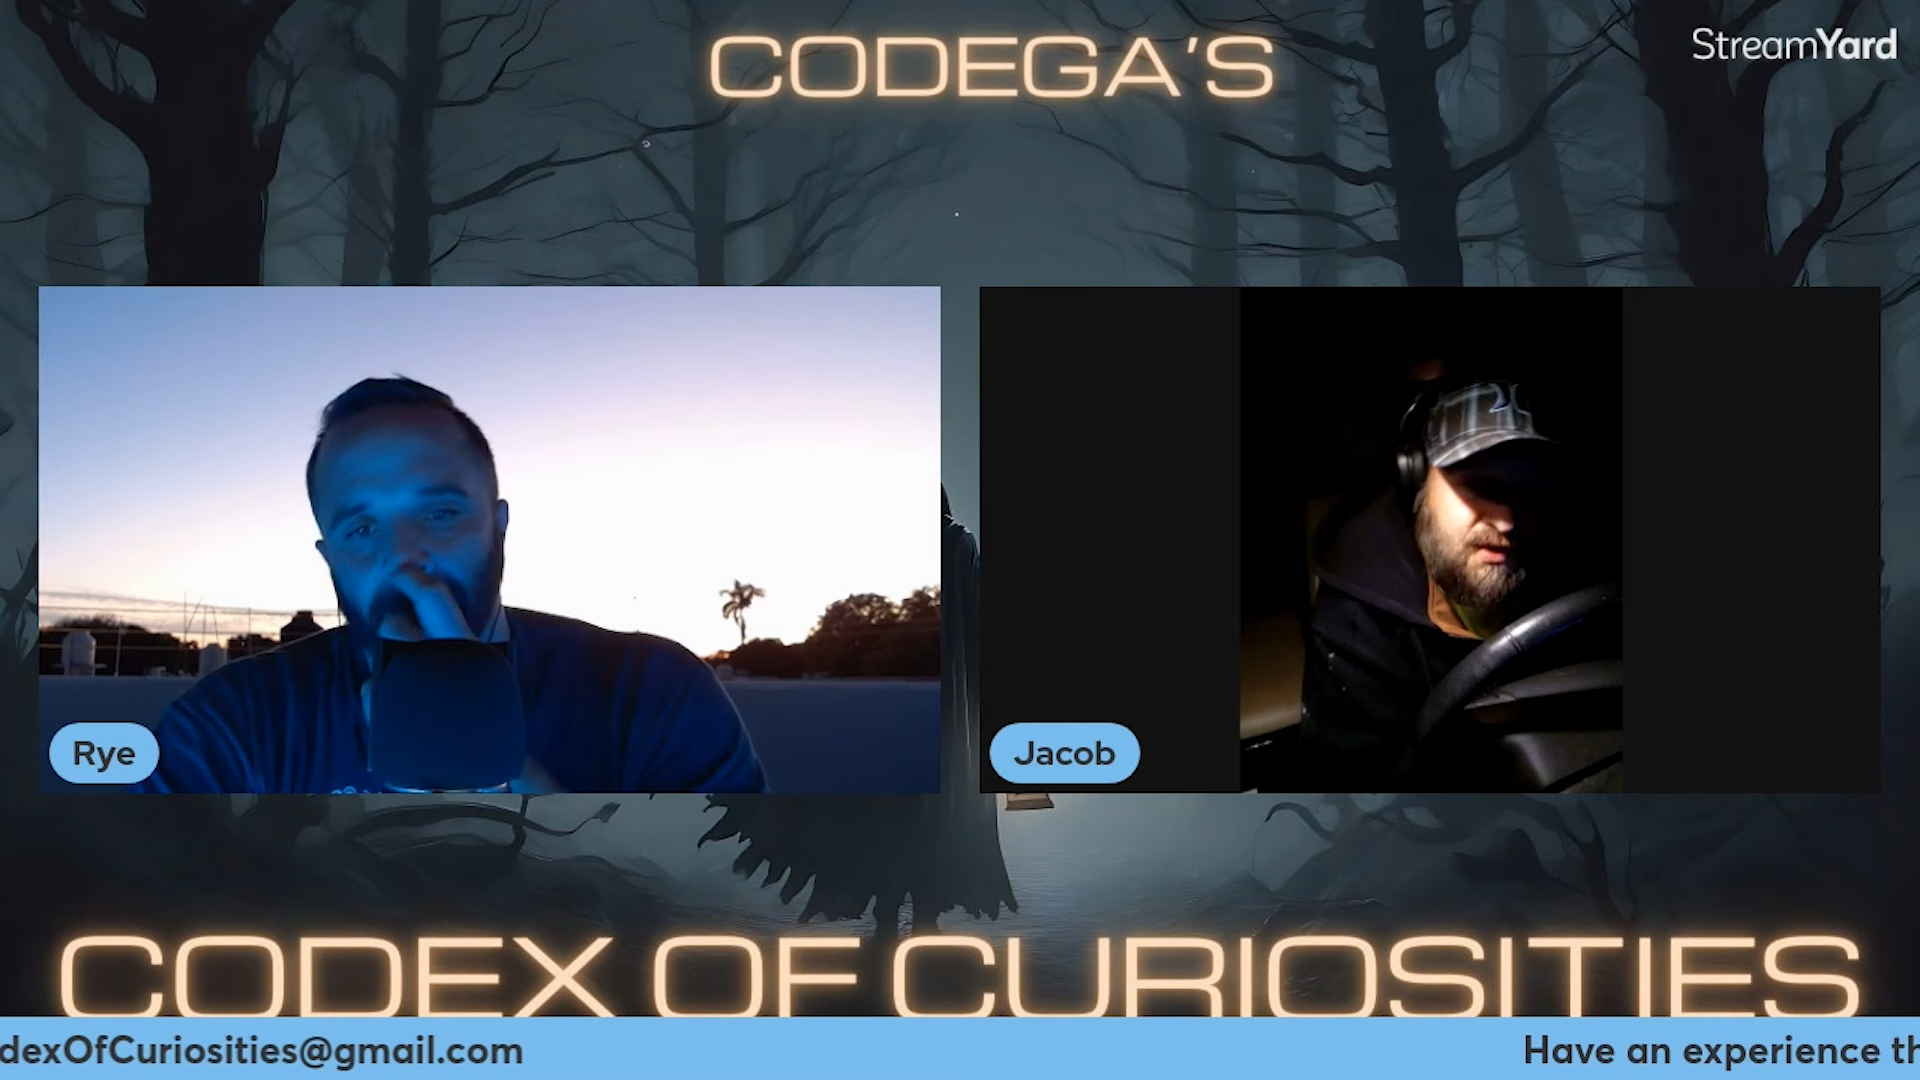 CODEGA'S
StreamYard
Rye
Jacob
CODEX OF CURIOSITIES
dexOfCuriosities@gmail.com
Have an experience th